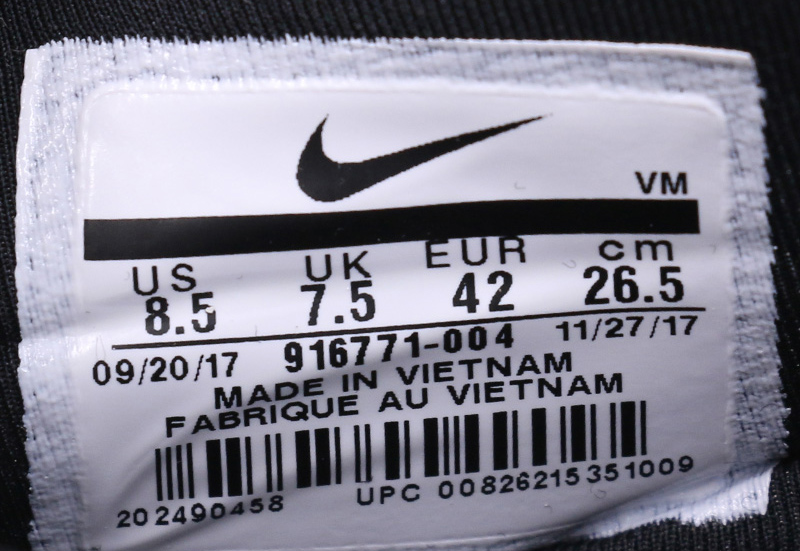 VM
US UK EUR cm
8.5 7.5 42 26.5
09/20/17 916771-004 11/27/17
MADE IN VIETNAM
FABRIQUE AU VIETNAM
202490458 UPC 00826215351009